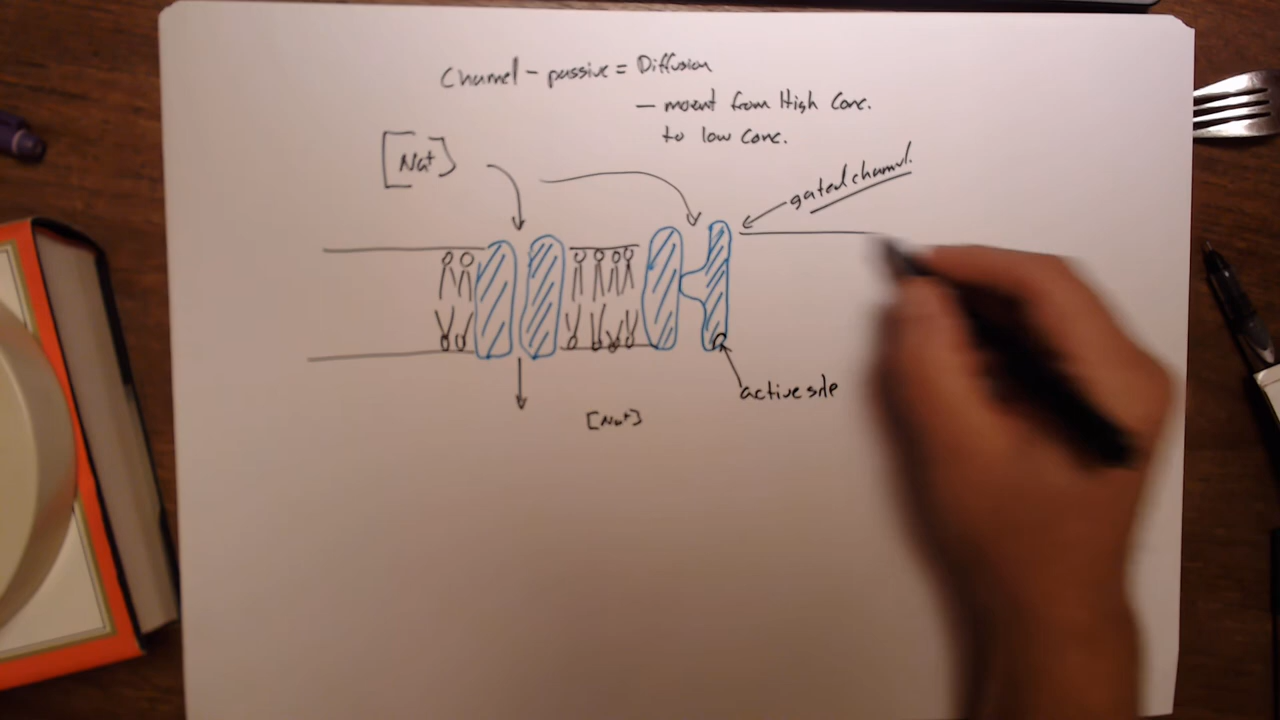 Channel - passive = Diffusion
- movent from High Conc.
to low conc.
[Na+]
gated channel.
active site
[Na+]